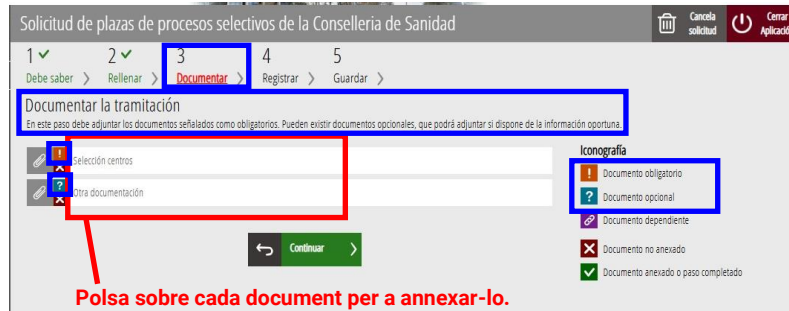 Solicitud de plazas de procesos selectivos de la Conselleria de Sanidad
Cancela solicitud
Cerrar Aplicació
1 2 3 4 5
Debe saber Rellenar Documentar Registrar Guardar
Documentar la tramitación
En este paso debe adjuntar los documentos señalados como obligatorios. Pueden existir documentos opcionales, que podrá adjuntar si dispone de la información oportuna.
Iconografía
! Selección centros
! Documento obligatorio
? Otra documentación
? Documento opcional
Documento dependiente
Continuar
Documento no anexado
Documento anexado o paso completado
Polsa sobre cada document per a annexar-lo.